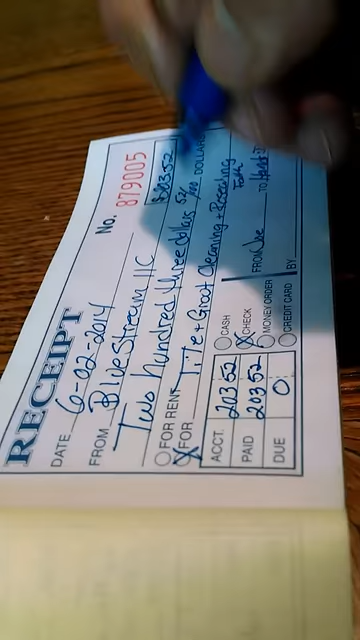 RECEIPT
DATE 6-02-2014 No. 879005
FROM Blue Stream LLC $203.52
Two hundred three dollars 52/100 DOLLARS
FOR RENT
FOR Tile + Grout Cleaning + Resealing
ACCT. 203 52
PAID 203 52
DUE 0
CASH
CHECK
MONEY ORDER
CREDIT CARD
FROM TO
BY